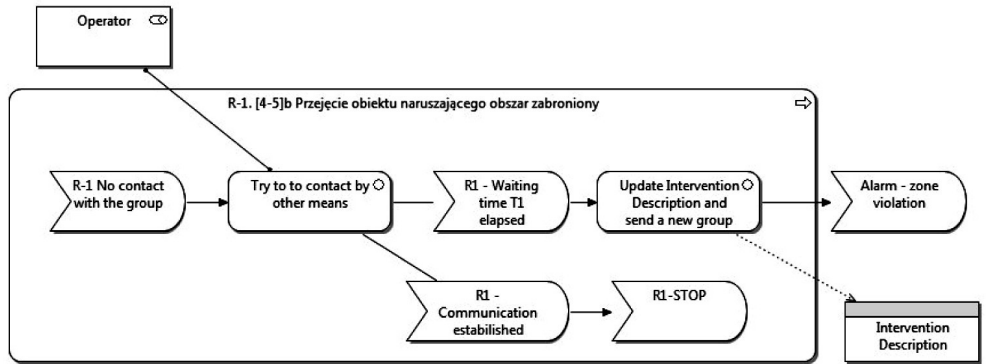 Operator
R-1. [4-5]b Przejęcie obiektu naruszającego obszar zabroniony
R-1 No contact
with the group
Try to to contact by
other means
R1 - Waiting
time T1
elapsed
Update Intervention
Description and
send a new group
Alarm - zone
violation
R1 -
Communication
estabilished
R1-STOP
Intervention
Description